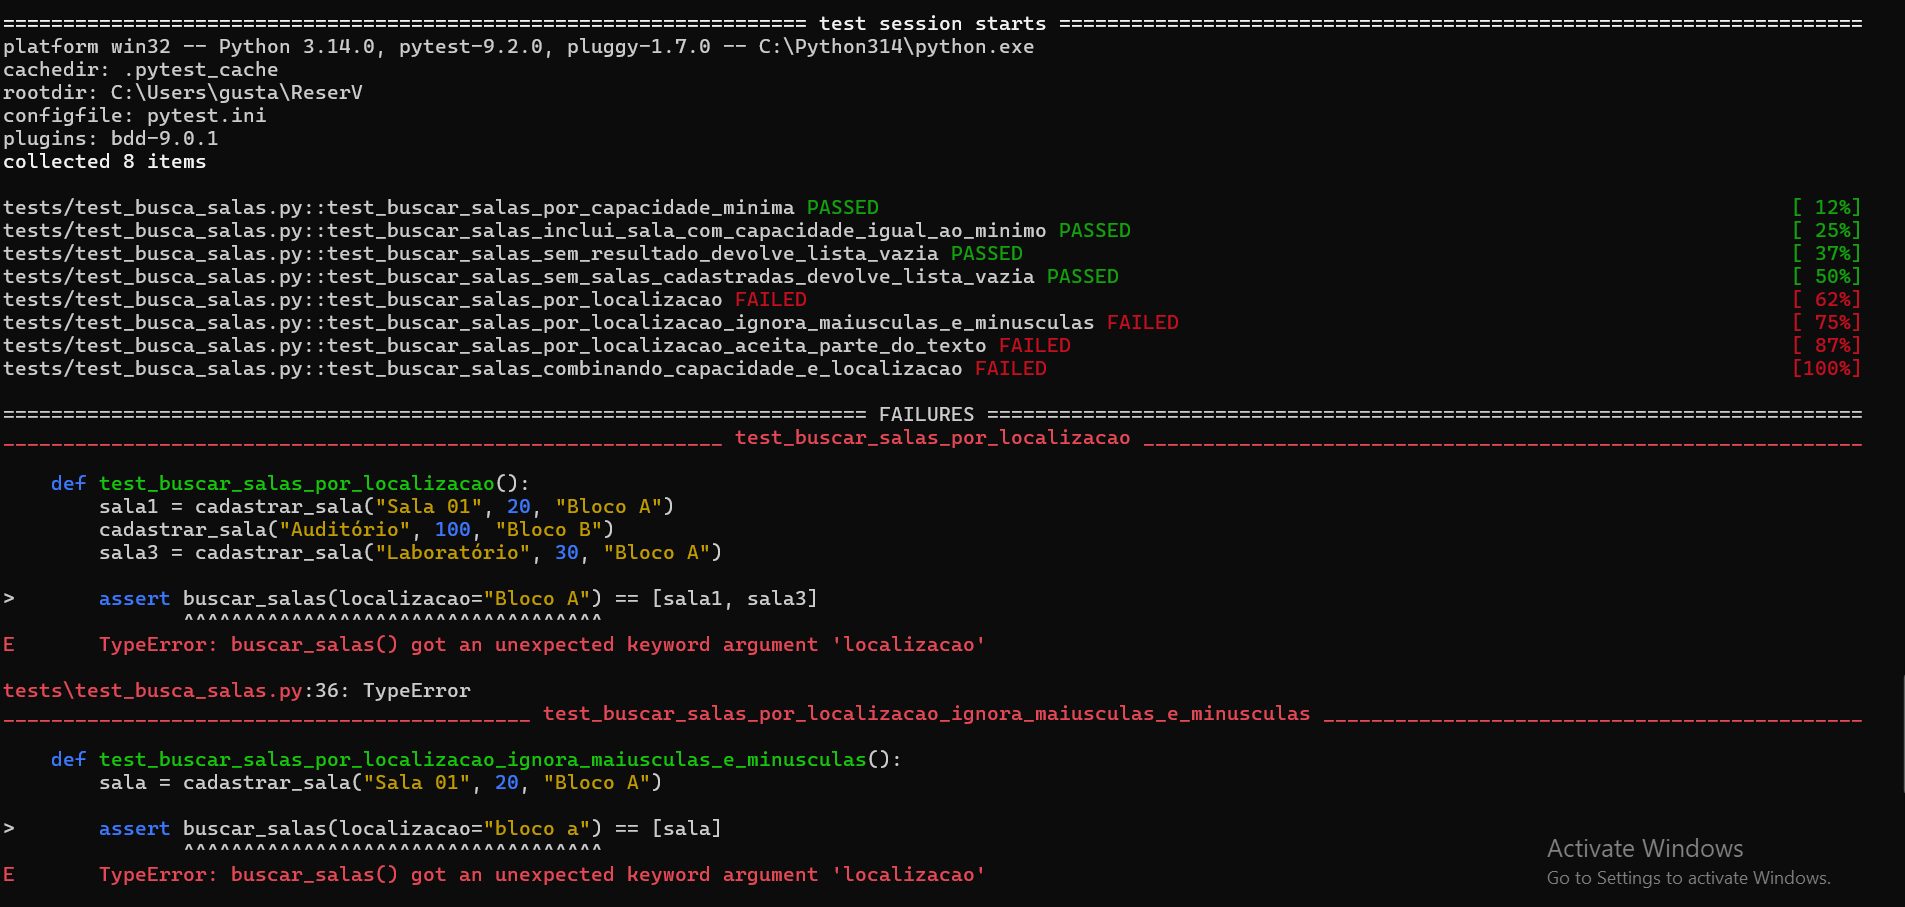 =================================================================== test session starts ===================================================================
platform win32 -- Python 3.14.0, pytest-9.2.0, pluggy-1.7.0 -- C:\Python314\python.exe
cachedir: .pytest_cache
rootdir: C:\Users\gusta\ReserV
configfile: pytest.ini
plugins: bdd-9.0.1
collected 8 items
tests/test_busca_salas.py::test_buscar_salas_por_capacidade_minima PASSED [ 12%]
tests/test_busca_salas.py::test_buscar_salas_inclui_sala_com_capacidade_igual_ao_minimo PASSED [ 25%]
tests/test_busca_salas.py::test_buscar_salas_sem_resultado_devolve_lista_vazia PASSED [ 37%]
tests/test_busca_salas.py::test_buscar_salas_sem_salas_cadastradas_devolve_lista_vazia PASSED [ 50%]
tests/test_busca_salas.py::test_buscar_salas_por_localizacao FAILED [ 62%]
tests/test_busca_salas.py::test_buscar_salas_por_localizacao_ignora_maiusculas_e_minusculas FAILED [ 75%]
tests/test_busca_salas.py::test_buscar_salas_por_localizacao_aceita_parte_do_texto FAILED [ 87%]
tests/test_busca_salas.py::test_buscar_salas_combinando_capacidade_e_localizacao FAILED [100%]
======================================================================== FAILURES =========================================================================
____________________________________________________________ test_buscar_salas_por_localizacao ____________________________________________________________
    def test_buscar_salas_por_localizacao():
        sala1 = cadastrar_sala("Sala 01", 20, "Bloco A")
        cadastrar_sala("Auditório", 100, "Bloco B")
        sala3 = cadastrar_sala("Laboratório", 30, "Bloco A")
>       assert buscar_salas(localizacao="Bloco A") == [sala1, sala3]
               ^^^^^^^^^^^^^^^^^^^^^^^^^^^^^^^^^^^
E       TypeError: buscar_salas() got an unexpected keyword argument 'localizacao'
tests\test_busca_salas.py:36: TypeError
____________________________________________ test_buscar_salas_por_localizacao_ignora_maiusculas_e_minusculas _____________________________________________
    def test_buscar_salas_por_localizacao_ignora_maiusculas_e_minusculas():
        sala = cadastrar_sala("Sala 01", 20, "Bloco A")
>       assert buscar_salas(localizacao="bloco a") == [sala]
               ^^^^^^^^^^^^^^^^^^^^^^^^^^^^^^^^^^^
E       TypeError: buscar_salas() got an unexpected keyword argument 'localizacao'
Activate Windows
Go to Settings to activate Windows.